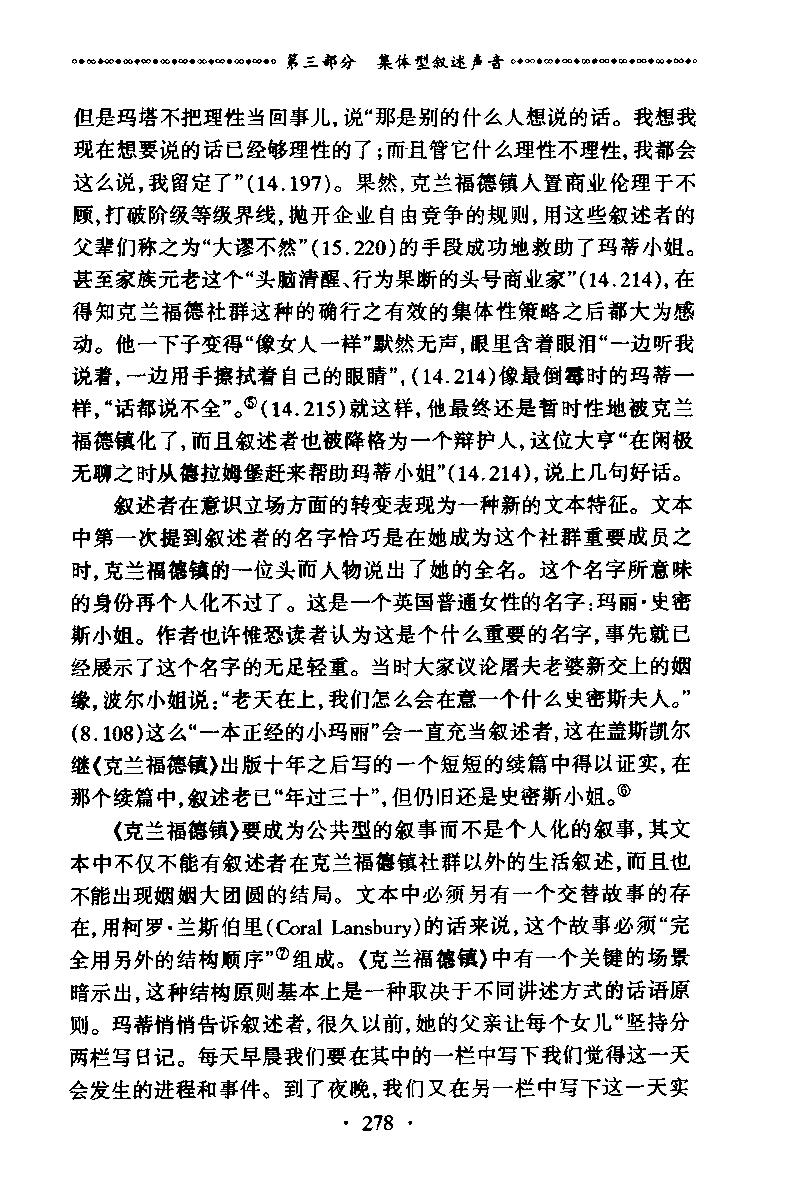 第三部分 集体型叙述声音
但是玛塔不把理性当回事儿,说“那是别的什么人想说的话。我想我
现在想要说的话已经够理性的了;而且管它什么理性不理性,我都会
这么说,我留定了”(14.197)。果然,克兰福德镇人置商业伦理于不
顾,打破阶级等级界线,抛开企业自由竞争的规则,用这些叙述者的
父辈们称之为“大谬不然”(15.220)的手段成功地救助了玛蒂小姐。
甚至家族元老这个“头脑清醒、行为果断的头号商业家”(14.214),在
得知克兰福德社群这种的确行之有效的集体性策略之后都大为感
动。他一下子变得“像女人一样”默然无声,眼里含着眼泪“一边听我
说着,一边用手擦拭着自己的眼睛”,(14.214)像最倒霉时的玛蒂一
样,“话都说不全”。⑤(14.215)就这样,他最终还是暂时性地被克兰
福德镇化了,而且叙述者也被降格为一个辩护人,这位大亨“在闲极
无聊之时从德拉姆堡赶来帮助玛蒂小姐”(14.214),说上几句好话。
叙述者在意识立场方面的转变表现为一种新的文本特征。文本
中第一次提到叙述者的名字恰巧是在她成为这个社群重要成员之
时,克兰福德镇的一位头面人物说出了她的全名。这个名字所意味
的身份再个人化不过了。这是一个英国普通女性的名字:玛丽·史密
斯小姐。作者也许惟恐读者认为这是个什么重要的名字,事先就已
经展示了这个名字的无足轻重。当时大家议论屠夫老婆新交上的姻
缘,波尔小姐说:“老天在上,我们怎么会在意一个什么史密斯夫人。”
(8.108)这么“一本正经的小玛丽”会一直充当叙述者,这在盖斯凯尔
继《克兰福德镇》出版十年之后写的一个短短的续篇中得以证实,在
那个续篇中,叙述老已“年过三十”,但仍旧还是史密斯小姐。⑥
《克兰福德镇》要成为公共型的叙事而不是个人化的叙事,其文
本中不仅不能有叙述者在克兰福德镇社群以外的生活叙述,而且也
不能出现姻姻大团圆的结局。文本中必须另有一个交替故事的存
在,用柯罗·兰斯伯里(Coral Lansbury)的话来说,这个故事必须“完
全用另外的结构顺序”⑦组成。《克兰福德镇》中有一个关键的场景
暗示出,这种结构原则基本上是一种取决于不同讲述方式的话语原
则。玛蒂悄悄告诉叙述者,很久以前,她的父亲让每个女儿“坚持分
两栏写日记。每天早晨我们要在其中的一栏中写下我们觉得这一天
会发生的进程和事件。到了夜晚,我们又在另一栏中写下这一天实
· 278 ·